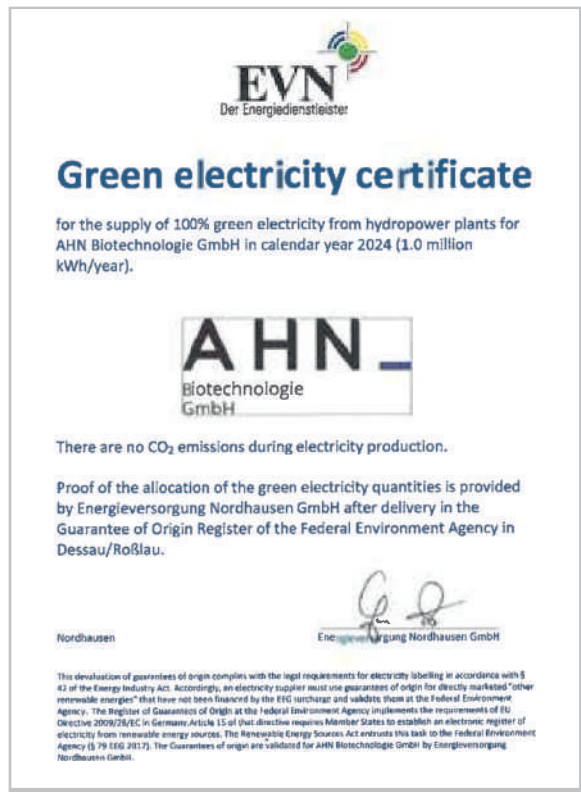 EVN
Der Energiedienstleister
Green electricity certificate
for the supply of 100% green electricity from hydropower plants for
AHN Biotechnologie GmbH in calendar year 2024 (1.0 million
kWh/year).
AHN_
Biotechnologie
GmbH
There are no CO₂ emissions during electricity production.
Proof of the allocation of the green electricity quantities is provided
by Energieversorgung Nordhausen GmbH after delivery in the
Guarantee of Origin Register of the Federal Environment Agency in
Dessau/Roßlau.
Nordhausen
Energieversorgung Nordhausen GmbH
This devaluation of guarantees of origin complies with the legal requirements for electricity labelling in accordance with §
42 of the Energy Industry Act. Accordingly, an electricity supplier must use guarantees of origin for directly marketed "other
renewable energies" that have not been financed by the EEG surcharge and validate them at the Federal Environment
Agency. The Register of Guarantees of Origin at the Federal Environment Agency implements the requirements of EU
Directive 2009/28/EC in Germany. Article 15 of that directive requires Member States to establish an electronic register of
electricity from renewable energy sources. The Renewable Energy Sources Act entrusts this task to the Federal Environment
Agency (§ 79 EEG 2017). The Guarantees of origin are validated for AHN Biotechnologie GmbH by Energieversorgung
Nordhausen GmbH.